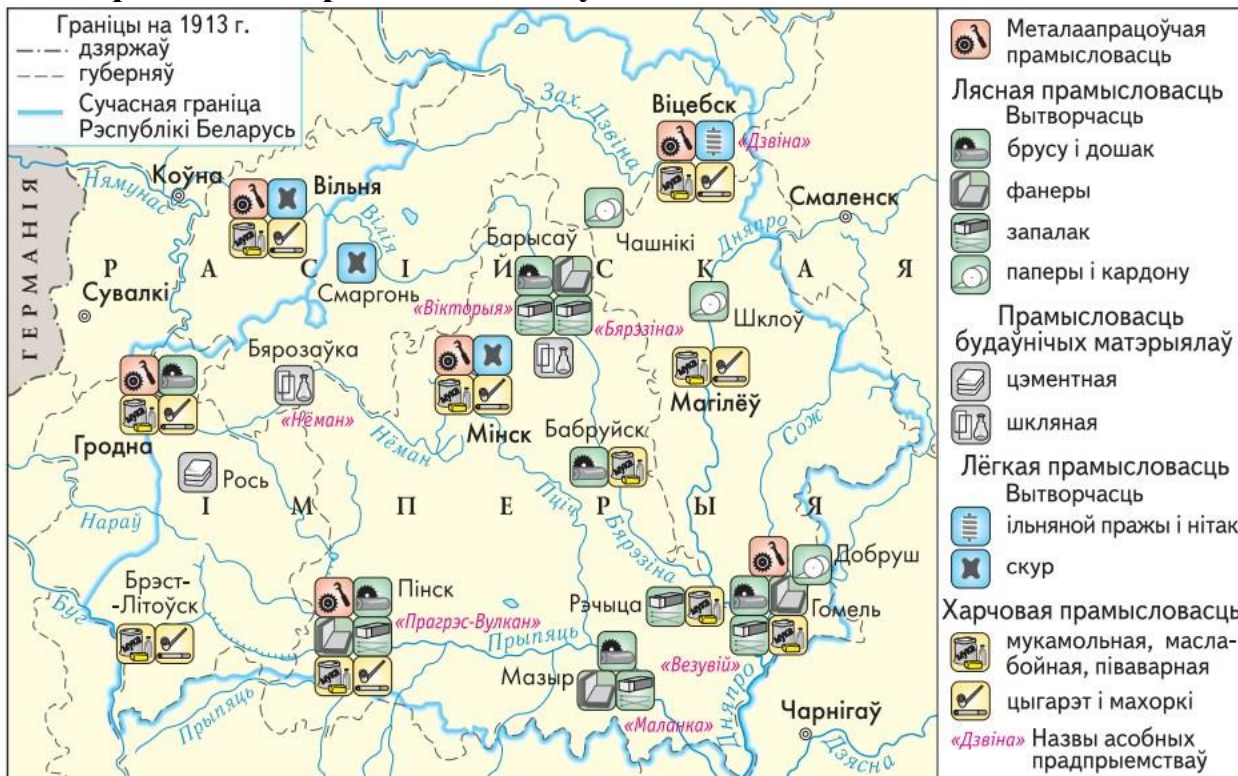 Граніцы на 1913 г.
дзяржаў
губерняў
Сучасная граніца
Рэспублікі Беларусь
ГЕРМАНІЯ
Нямунас
Коўна
Вільня
Вілія
Зах. Дзвіна
Віцебск
«Дзвіна»
Смаленск
Чашнікі
Дняпро
Барысаў
Р А С І Й С К А Я
Смаргонь
Сувалкі
«Вікторыя»
«Бярэзіна»
Шклоў
Бярозаўка
«Нёман»
Нёман
Мінск
Магілёў
Сож
Гродна
Бабруйск
Рось
І М П Е Р Ы Я
Пціч
Бярэзіна
Нараў
Добруш
Брэст-
-Літоўск
Буг
Пінск
«Прагрэс-Вулкан»
Рэчыца
Гомель
Прыпяць
«Везувій»
Мазыр
Прыпяць
«Маланка»
Дняпро
Чарнігаў
Дзясна
Металаапрацоўчая
прамысловасць
Лясная прамысловасць
Вытворчасць
брусу і дошак
фанеры
запалак
паперы і кардону
Прамысловасць
будаўнічых матэрыялаў
цэментная
шкляная
Лёгкая прамысловасць
Вытворчасць
ільняной пражы і нітак
скур
Харчовая прамысловасць
мукамольная, масла-
бойная, піваварная
цыгарэт і махоркі
«Дзвіна» Назвы асобных
прадпрыемстваў